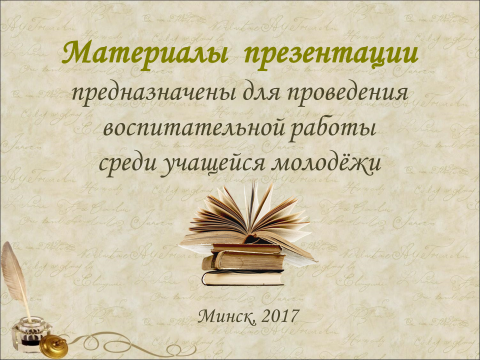 Материалы презентации
предназначены для проведения
воспитательной работы
среди учащейся молодёжи
Минск, 2017